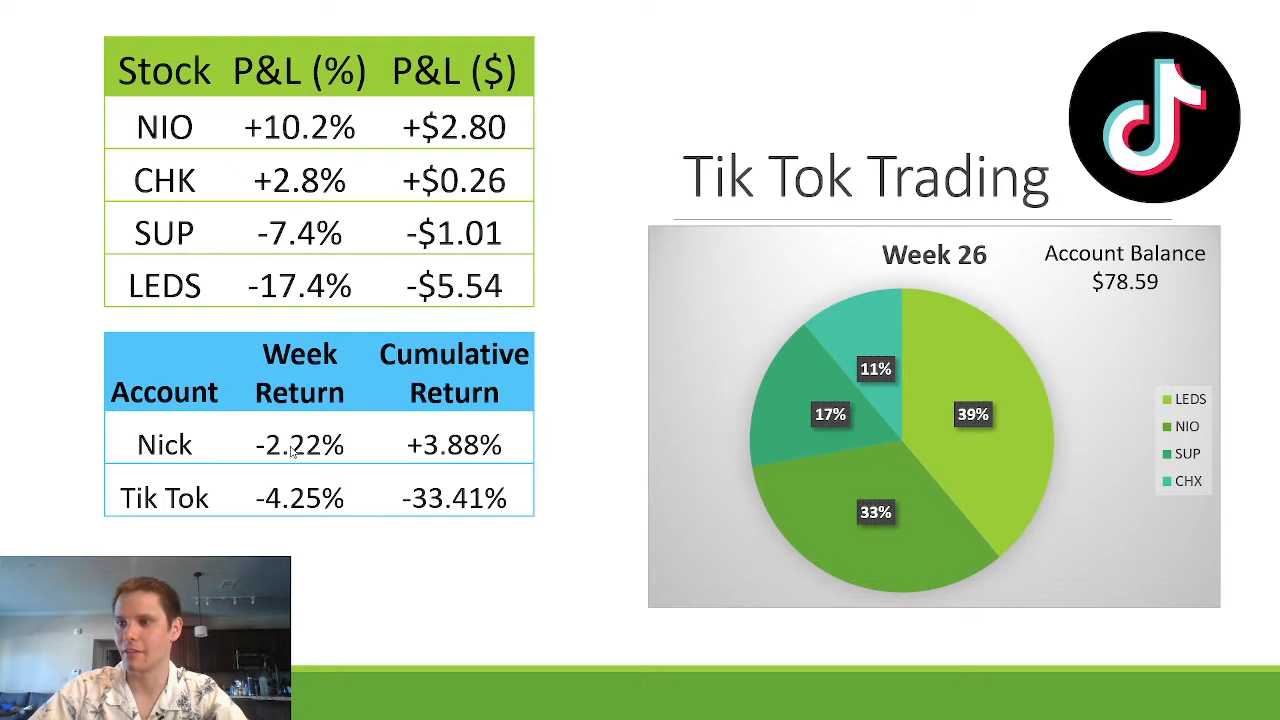 Stock P&L (%) P&L ($)
NIO +10.2% +$2.80
CHK +2.8% +$0.26
SUP -7.4% -$1.01
LEDS -17.4% -$5.54
Account Week Return Cumulative Return
Nick -2.22% +3.88%
Tik Tok -4.25% -33.41%
Tik Tok Trading
Week 26
Account Balance
$78.59
11%
39%
17%
33%
LEDS
NIO
SUP
CHX